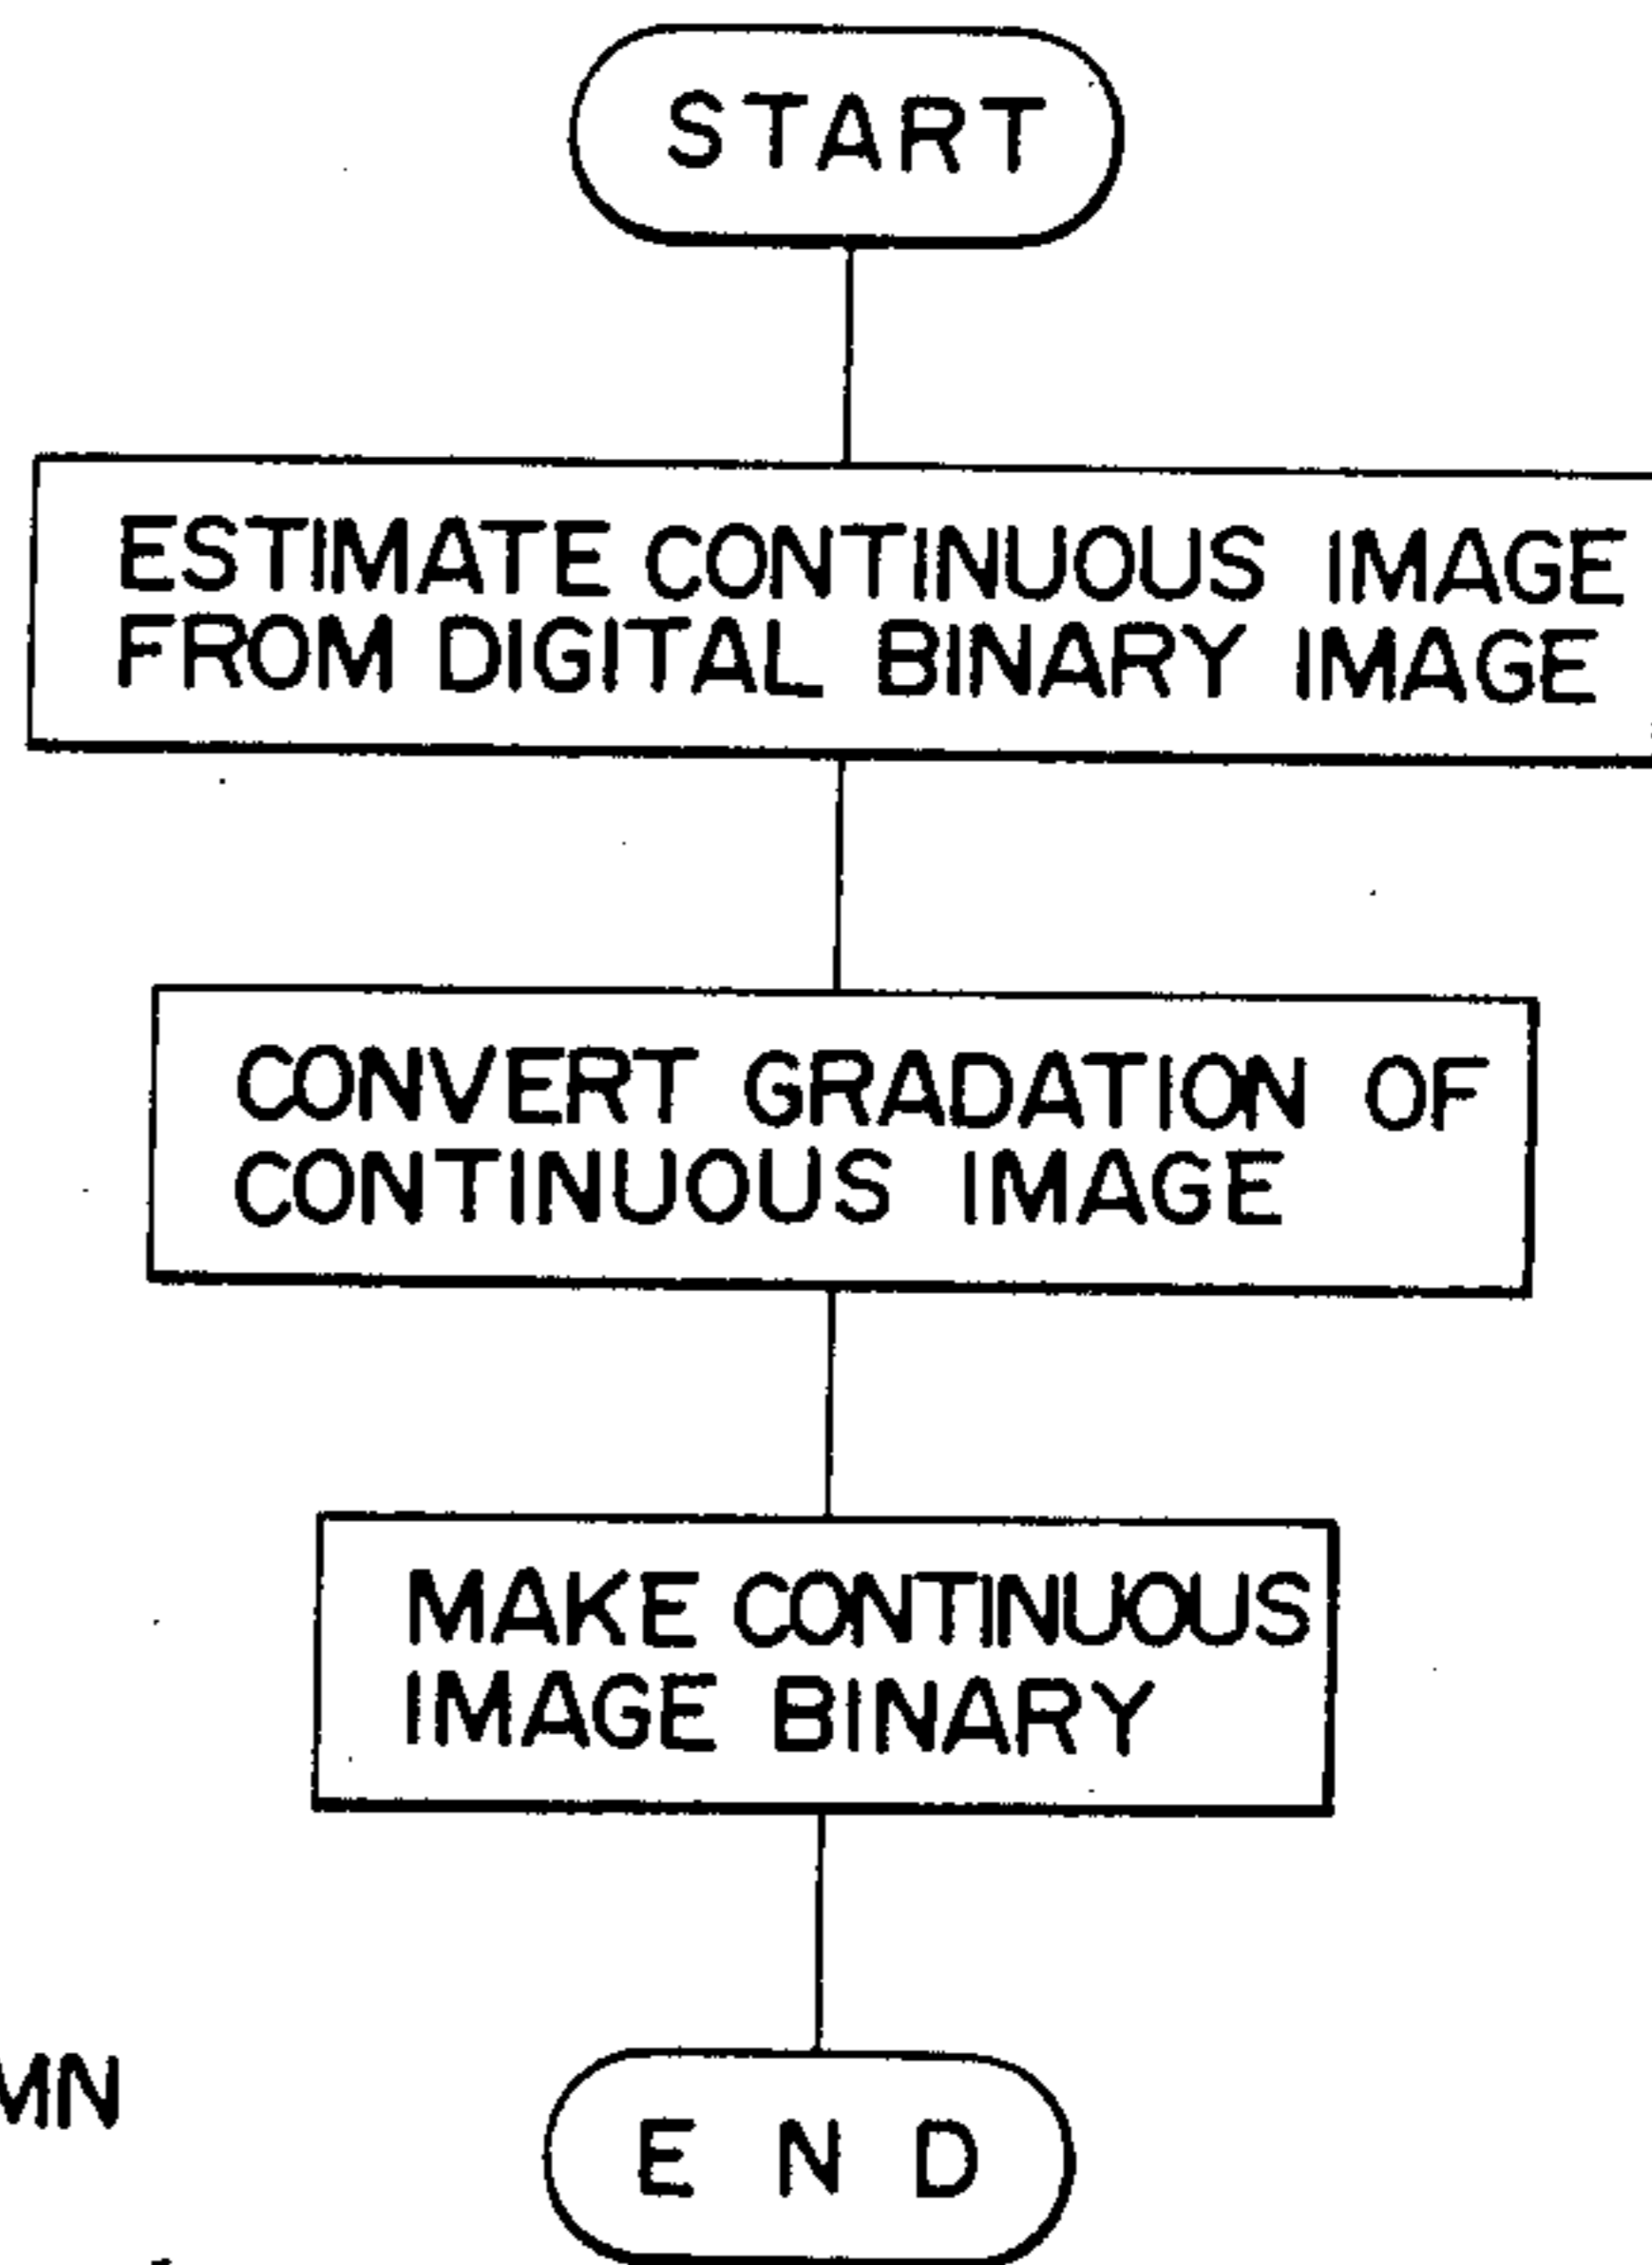 START
ESTIMATE CONTINUOUS IMAGE
FROM DIGITAL BINARY IMAGE
CONVERT GRADATION OF
CONTINUOUS IMAGE
MAKE CONTINUOUS
IMAGE BINARY
MN
END